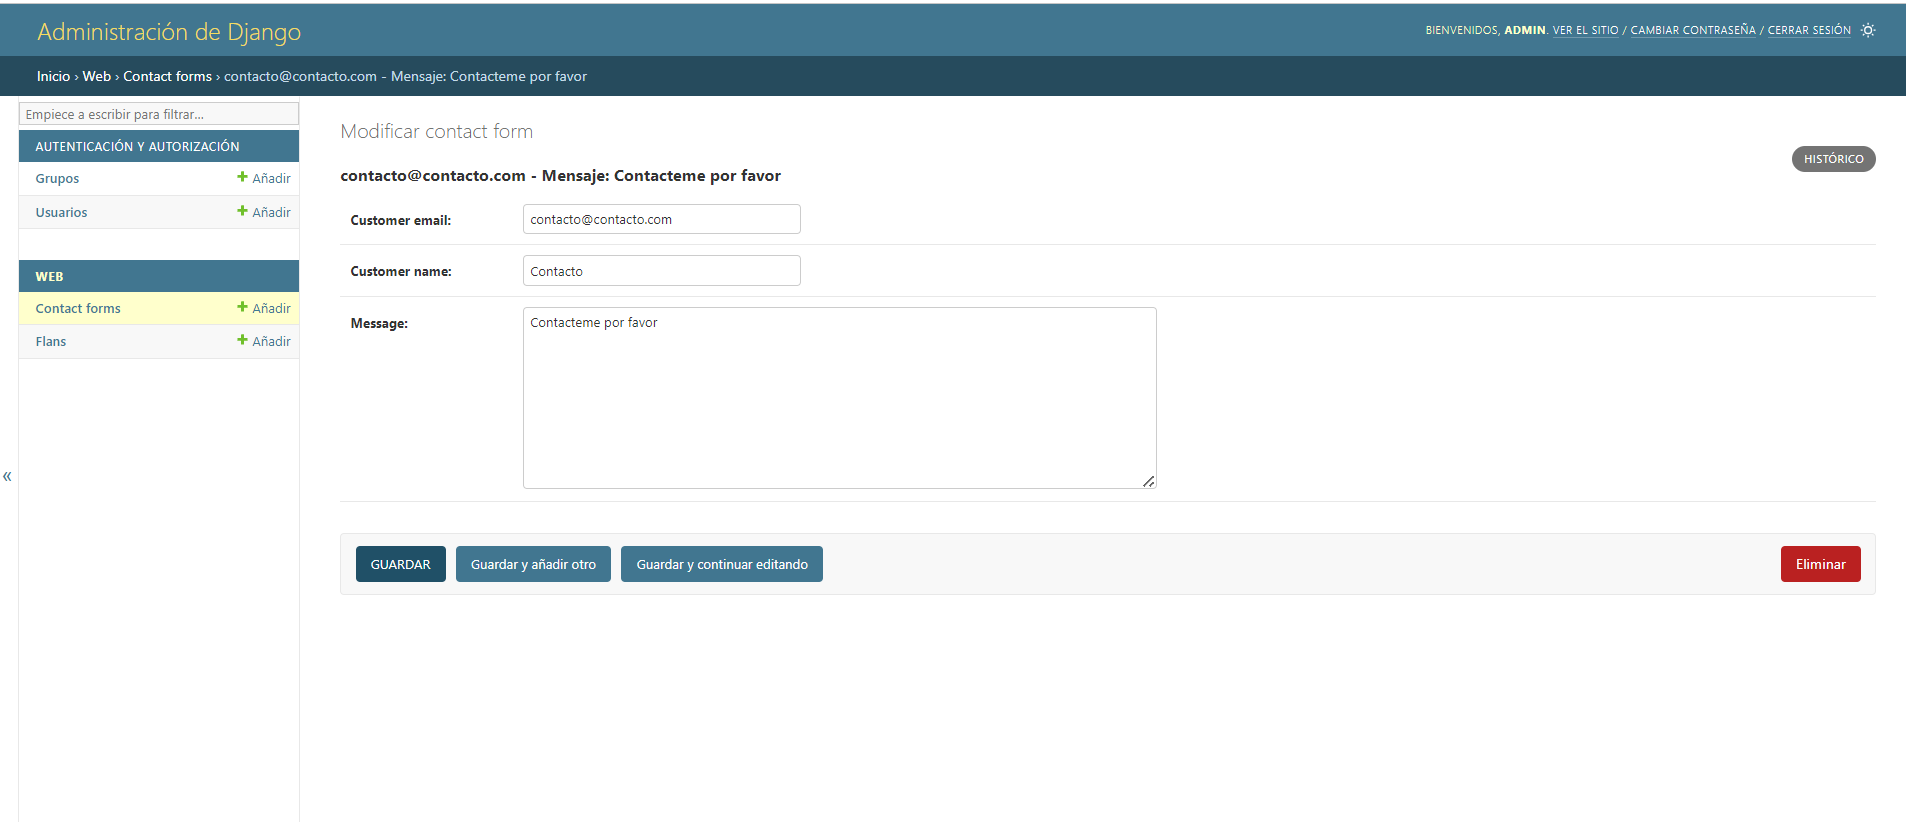 Administración de Django
BIENVENIDOS, ADMIN. VER EL SITIO / CAMBIAR CONTRASEÑA / CERRAR SESIÓN
Inicio › Web › Contact forms › contacto@contacto.com - Mensaje: Contacteme por favor
Empiece a escribir para filtrar...
AUTENTICACIÓN Y AUTORIZACIÓN
Grupos + Añadir
Usuarios + Añadir
WEB
Contact forms + Añadir
Flans + Añadir
«
Modificar contact form
HISTÓRICO
contacto@contacto.com - Mensaje: Contacteme por favor
Customer email: contacto@contacto.com
Customer name: Contacto
Message: Contacteme por favor
GUARDAR Guardar y añadir otro Guardar y continuar editando Eliminar